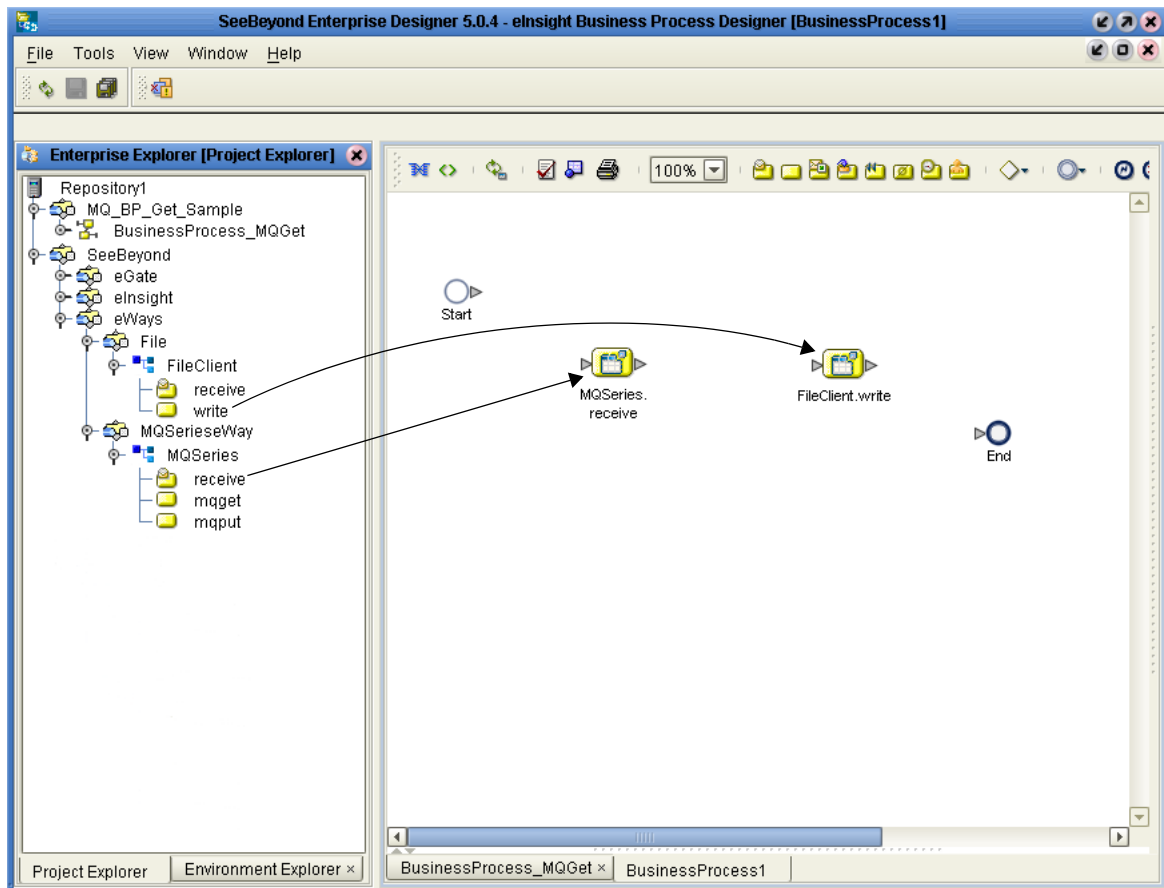 SeeBeyond Enterprise Designer 5.0.4 - eInsight Business Process Designer [BusinessProcess1]
File Tools View Window Help
Enterprise Explorer [Project Explorer]
100%
Repository1
MQ_BP_Get_Sample
BusinessProcess_MQGet
SeeBeyond
eGate
eInsight
eWays
File
FileClient
receive
write
MQSerieseWay
MQSeries
receive
mqget
mqput
Start
MQSeries.
receive
FileClient.write
End
Project Explorer
Environment Explorer ×
BusinessProcess_MQGet ×
BusinessProcess1